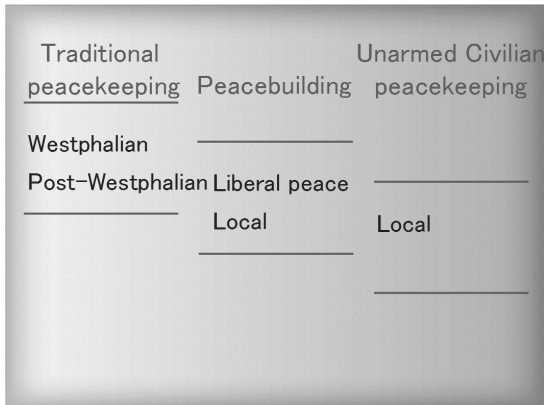 Traditional
peacekeeping
Westphalian
Post-Westphalian
Peacebuilding
Liberal peace
Local
Unarmed Civilian
peacekeeping
Local